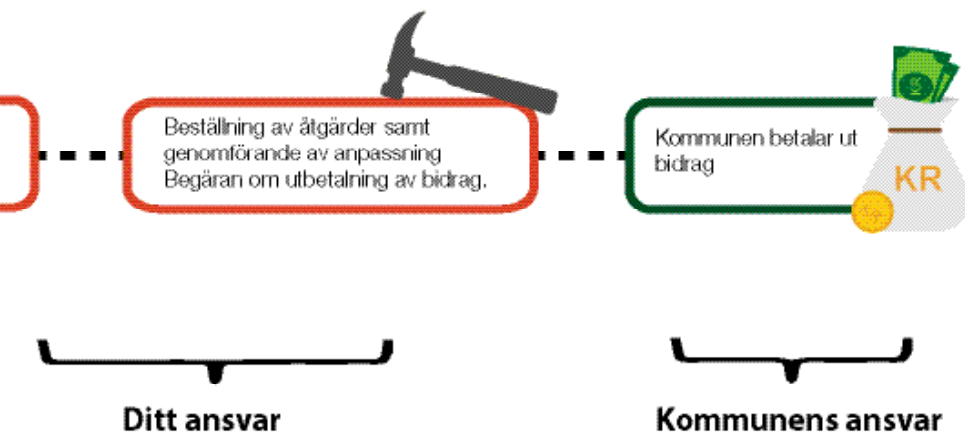 Beställning av åtgärder samt
genomförande av anpassning
Begäran om utbetalning av bidrag.
Kommunen betalar ut
bidrag
KR
Ditt ansvar
Kommunens ansvar